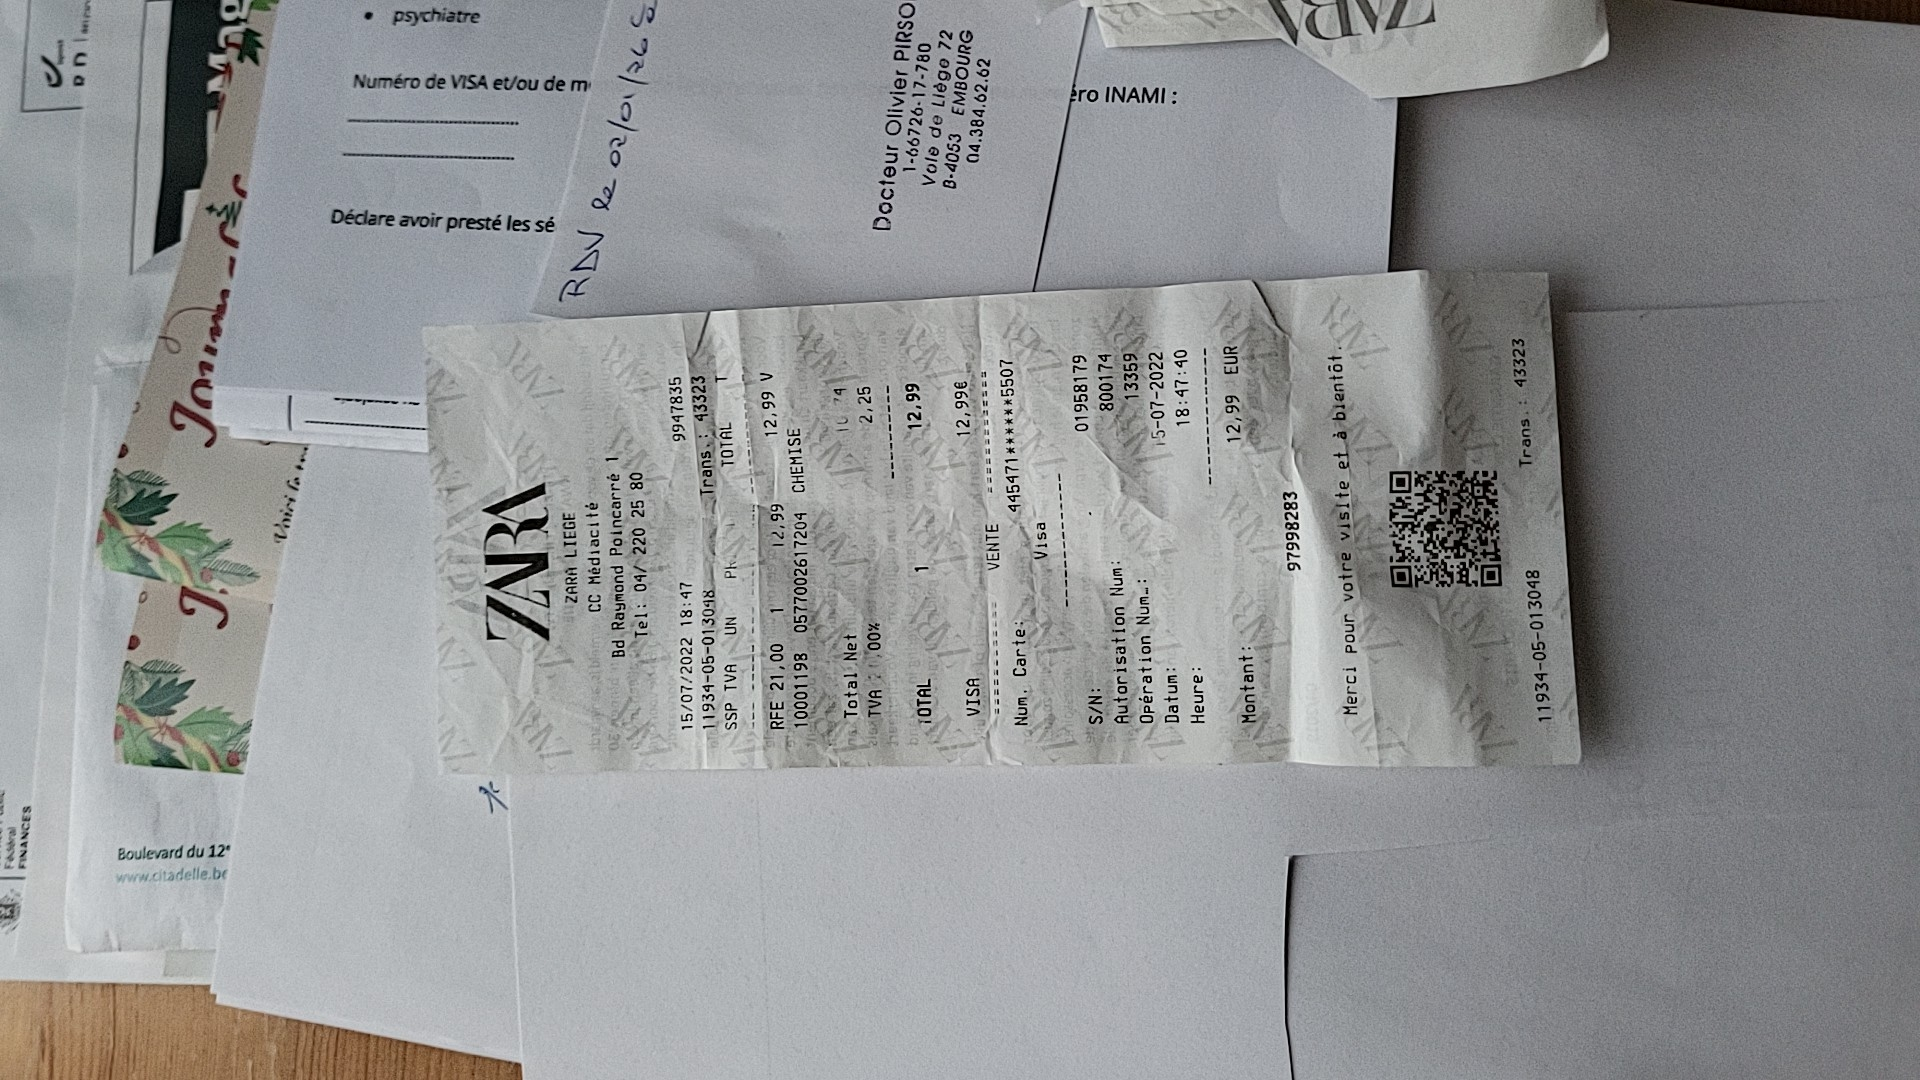 ZARA
ZARA LIEGE
CC Médiacité
Bd Raymond Poincarré 1
Tel: 04/ 220 25 80
15/07/2022 18:47 9947835
11934-05-013048 Trans.: 43323
SSP TVA UN TOTAL T
RFE 21,00 1 12,99 12,99 V
10001198 0577002617204 CHEMISE
Total Net
TVA 2,25
TOTAL 1 12,99
VISA 12,99€
========== VENTE ==========
Num. Carte: 445471******5507
Visa
S/N: 01958179
Autorisation Num: 800174
Opération Num…: 13359
Datum: 15-07-2022
Heure: 18:47:40
Montant: 12,99 EUR
97998283
Merci pour votre visite et à bientôt.
Trans.: 43323
11934-05-013048
• psychiatre
Numéro de VISA et/ou de m
Déclare avoir presté les sé
RDV le 02/01/26
Docteur Olivier PIRSO
1-66726-17-780
Voie de Liège 72
B-4053 EMBOURG
04.384.62.62
éro INAMI :
ZARA
Boulevard du 12e
www.citadelle.be
Fédéral
FINANCES